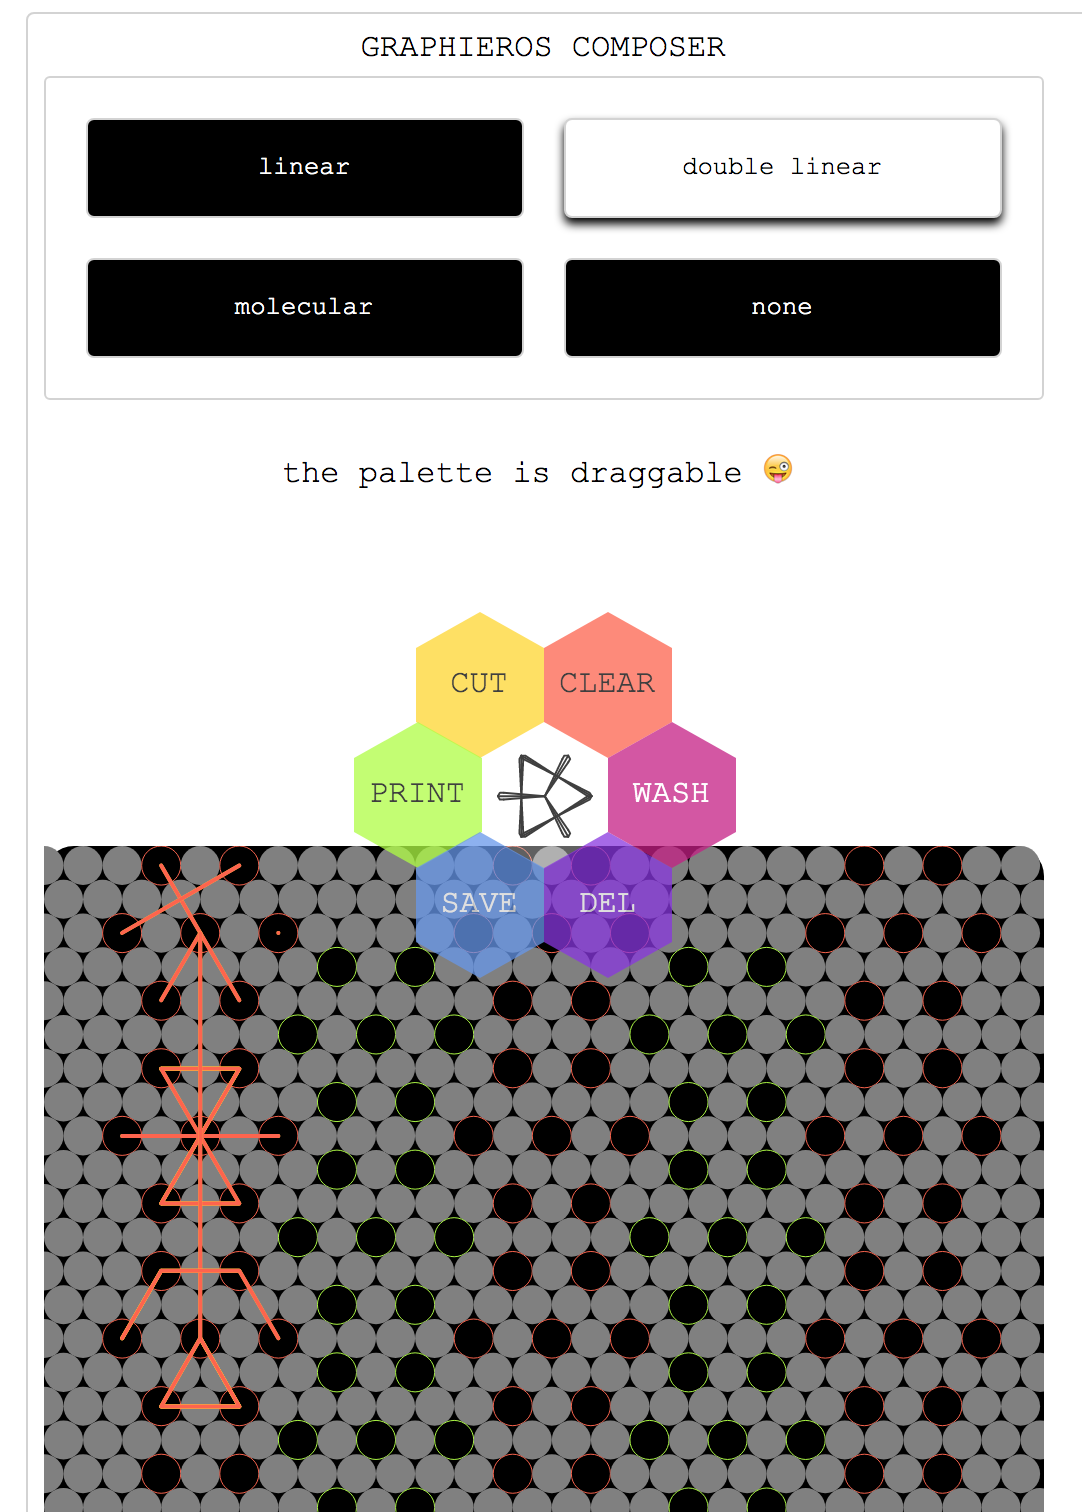 GRAPHIEROS COMPOSER
linear
double linear
molecular
none
the palette is draggable 😜
CUT
CLEAR
PRINT
WASH
SAVE
DEL